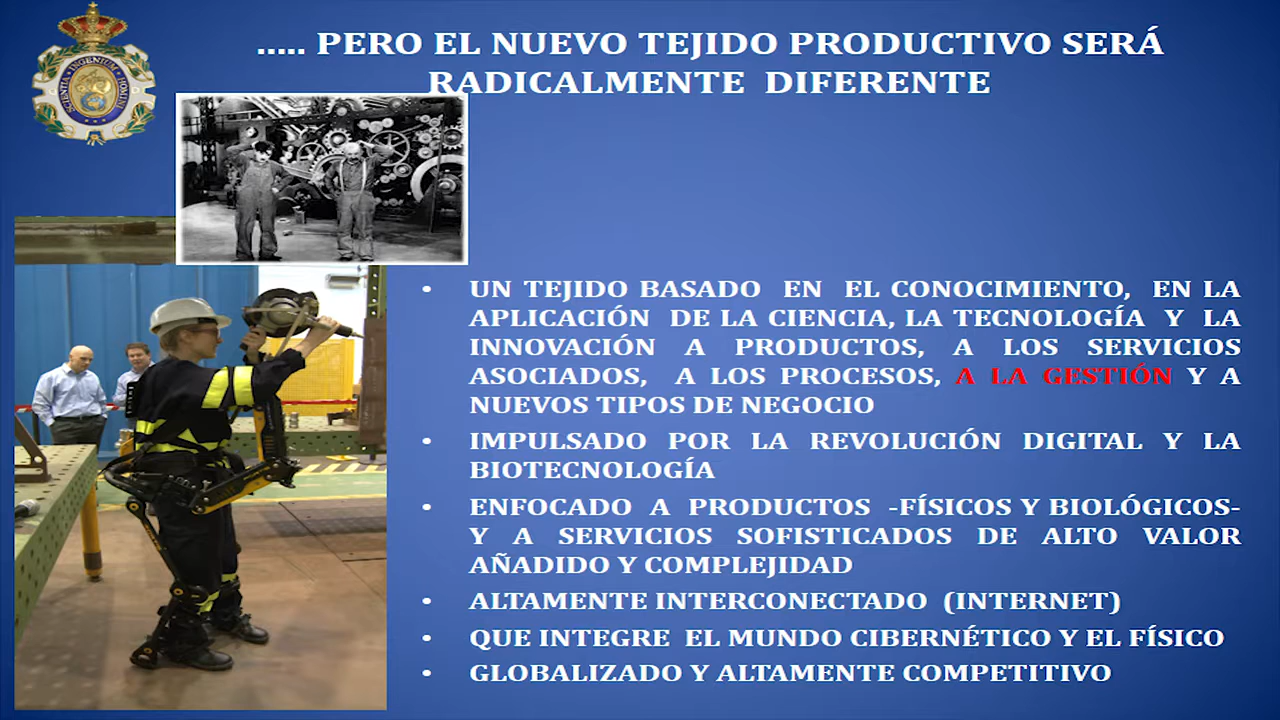 SCIENTIA INGENIUM HOMINI
..... PERO EL NUEVO TEJIDO PRODUCTIVO SERÁ
RADICALMENTE DIFERENTE
• UN TEJIDO BASADO EN EL CONOCIMIENTO, EN LA
APLICACIÓN DE LA CIENCIA, LA TECNOLOGÍA Y LA
INNOVACIÓN A PRODUCTOS, A LOS SERVICIOS
ASOCIADOS, A LOS PROCESOS, A LA GESTIÓN Y A
NUEVOS TIPOS DE NEGOCIO
• IMPULSADO POR LA REVOLUCIÓN DIGITAL Y LA
BIOTECNOLOGÍA
• ENFOCADO A PRODUCTOS -FÍSICOS Y BIOLÓGICOS-
Y A SERVICIOS SOFISTICADOS DE ALTO VALOR
AÑADIDO Y COMPLEJIDAD
• ALTAMENTE INTERCONECTADO (INTERNET)
• QUE INTEGRE EL MUNDO CIBERNÉTICO Y EL FÍSICO
• GLOBALIZADO Y ALTAMENTE COMPETITIVO